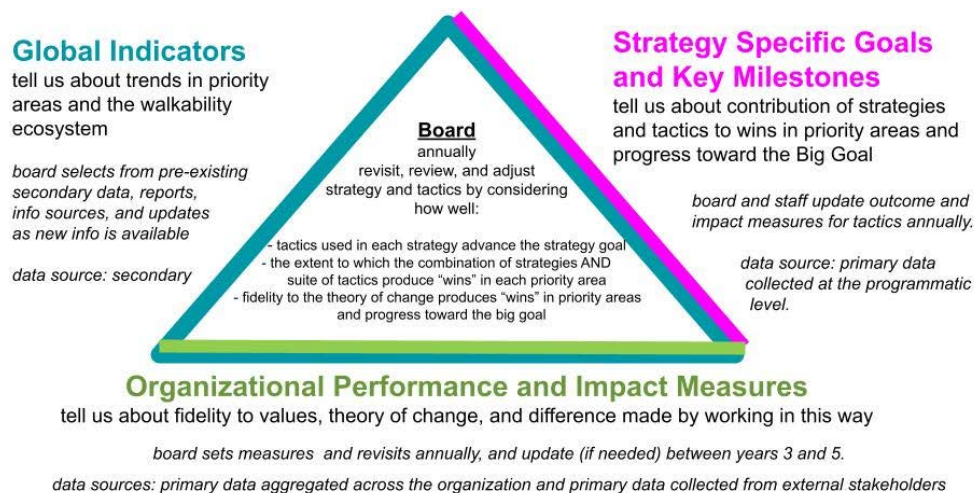 Global Indicators
tell us about trends in priority
areas and the walkability
ecosystem
board selects from pre-existing
secondary data, reports,
info sources, and updates
as new info is available
data source: secondary
Board
annually
revisit, review, and adjust
strategy and tactics by considering
how well:
- tactics used in each strategy advance the strategy goal
- the extent to which the combination of strategies AND
suite of tactics produce “wins” in each priority area
- fidelity to the theory of change produces “wins” in priority areas
and progress toward the big goal
Strategy Specific Goals
and Key Milestones
tell us about contribution of strategies
and tactics to wins in priority areas and
progress toward the Big Goal
board and staff update outcome and
impact measures for tactics annually.
data source: primary data
collected at the programmatic
level.
Organizational Performance and Impact Measures
tell us about fidelity to values, theory of change, and difference made by working in this way
board sets measures and revisits annually, and update (if needed) between years 3 and 5.
data sources: primary data aggregated across the organization and primary data collected from external stakeholders